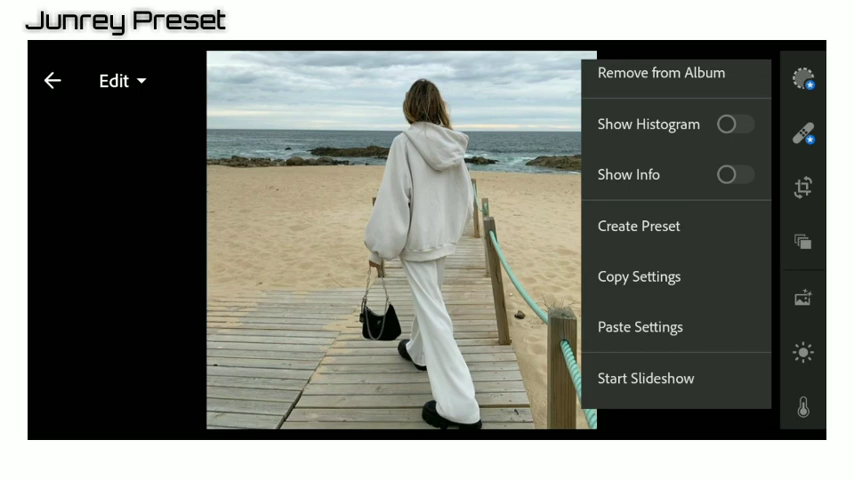 Junrey Preset
Edit
Remove from Album
Show Histogram
Show Info
Create Preset
Copy Settings
Paste Settings
Start Slideshow